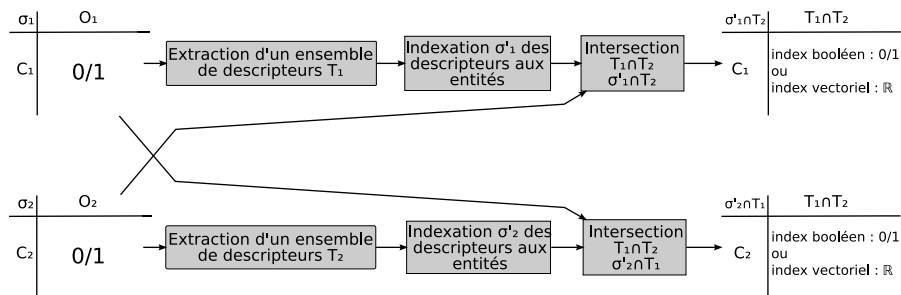 σ₁ O₁
C₁ 0/1
Extraction d'un ensemble
de descripteurs T₁
Indexation σ'₁ des
descripteurs aux
entités
Intersection
T₁∩T₂
σ'₁∩T₂
σ'₁∩T₂ T₁∩T₂
C₁
index booléen : 0/1
ou
index vectoriel : ℝ
σ₂ O₂
C₂ 0/1
Extraction d'un ensemble
de descripteurs T₂
Indexation σ'₂ des
descripteurs aux
entités
Intersection
T₁∩T₂
σ'₂∩T₁
σ'₂∩T₁ T₁∩T₂
C₂
index booléen : 0/1
ou
index vectoriel : ℝ